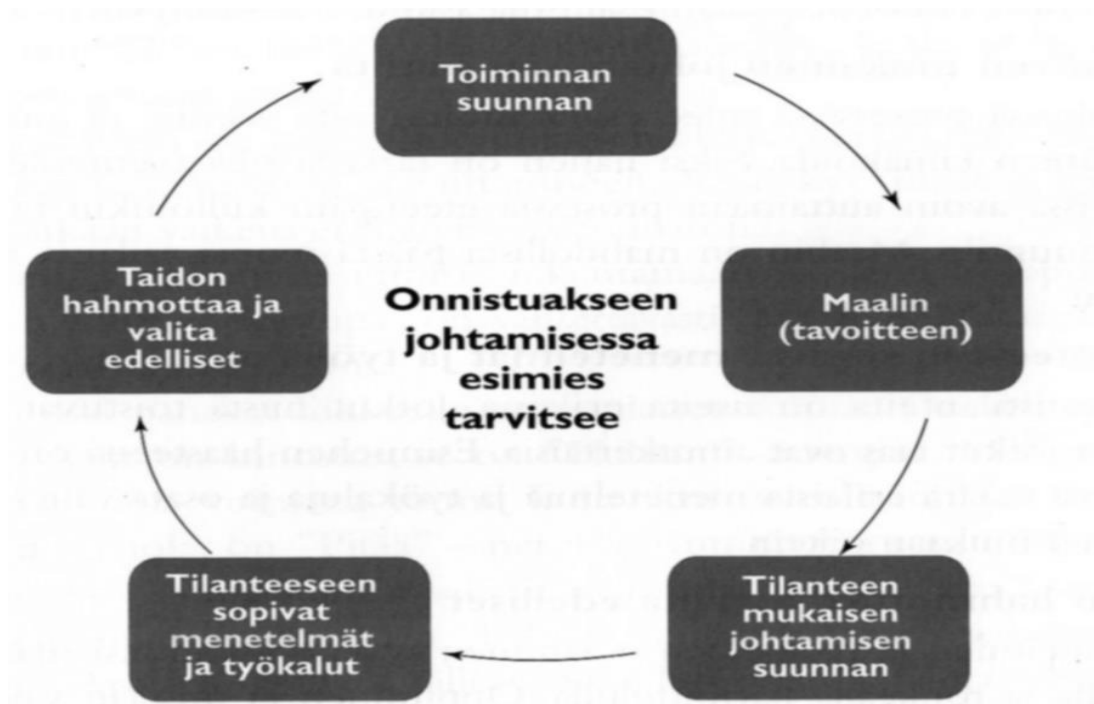 Toiminnan
suunnan
Maalin
(tavoitteen)
Tilanteen
mukaisen
johtamisen
suunnan
Tilanteeseen
sopivat
menetelmät
ja työkalut
Taidon
hahmottaa ja
valita
edelliset
Onnistuakseen
johtamisessa
esimies
tarvitsee